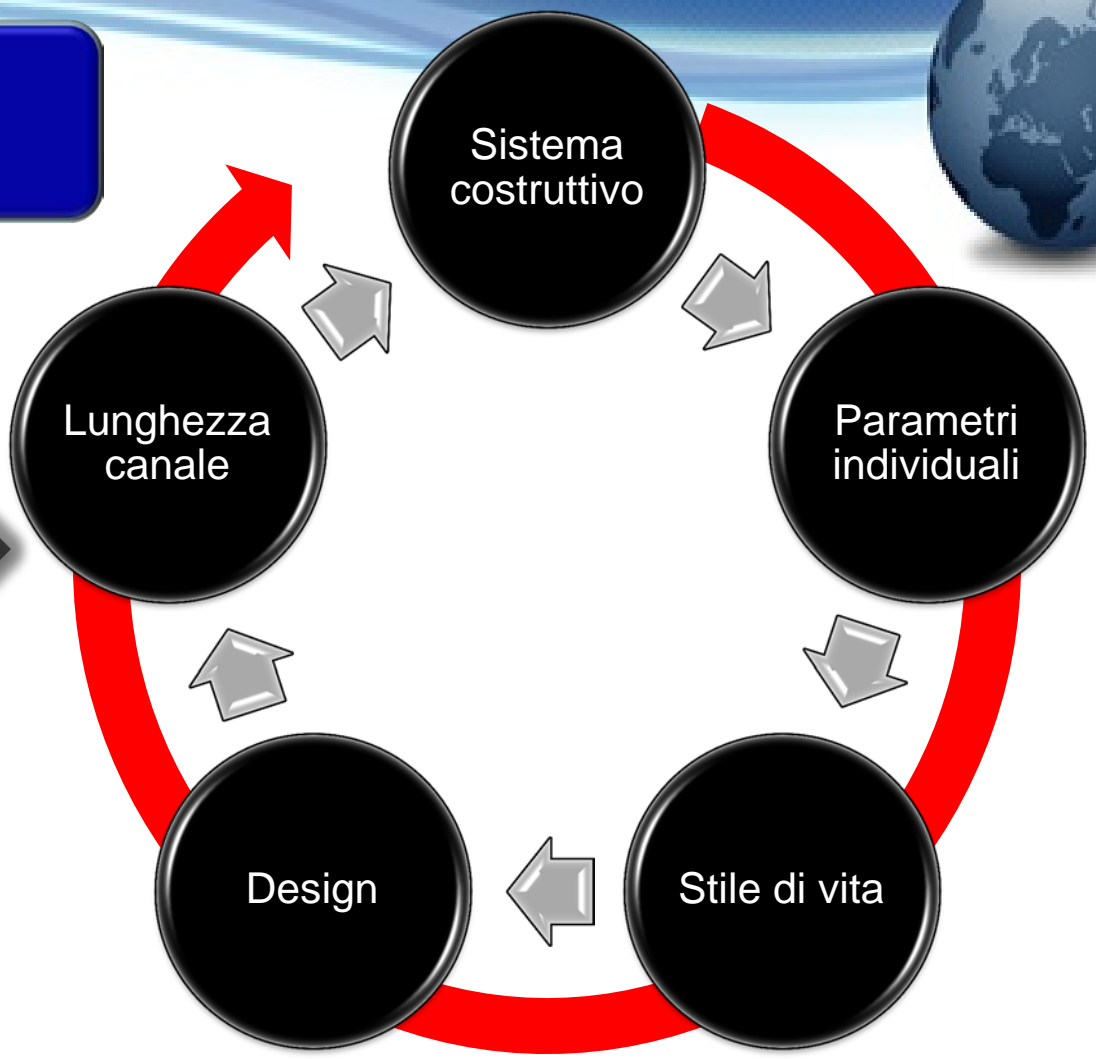 Sistema
costruttivo
Parametri
individuali
Stile di vita
Design
Lunghezza
canale